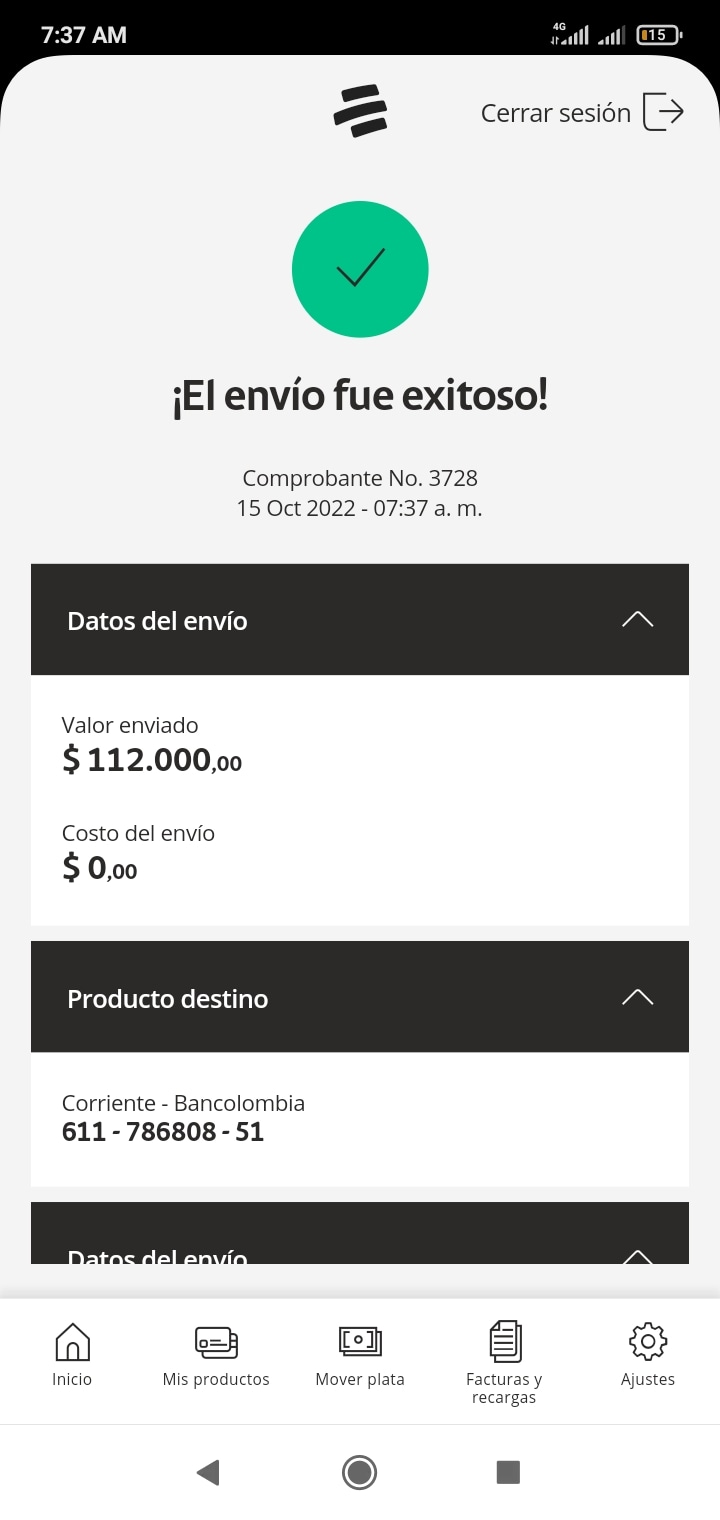 7:37 AM
4G
15
Cerrar sesión
¡El envío fue exitoso!
Comprobante No. 3728
15 Oct 2022 - 07:37 a. m.
Datos del envío
Valor enviado
$ 112.000,00
Costo del envío
$ 0,00
Producto destino
Corriente - Bancolombia
611 - 786808 - 51
Datos del envío
Inicio
Mis productos
Mover plata
Facturas y
recargas
Ajustes